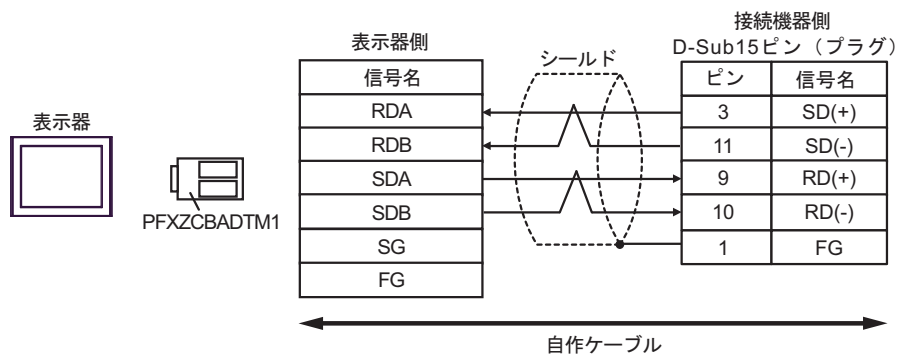 表示器
PFXZCBADTM1
表示器側
信号名
RDA
RDB
SDA
SDB
SG
FG
シールド
接続機器側
D-Sub15ピン（プラグ）
ピン 信号名
3 SD(+)
11 SD(-)
9 RD(+)
10 RD(-)
1 FG
自作ケーブル